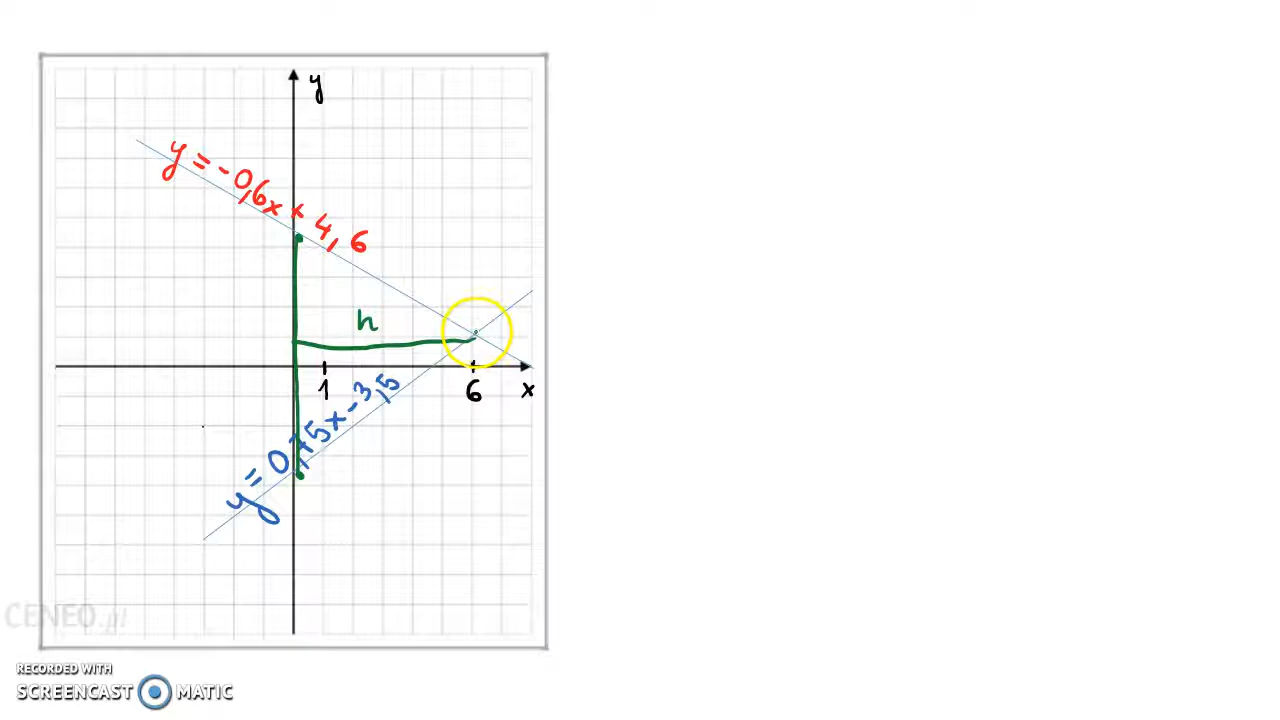 y
y = -0,6x + 4,6
h
1
6
x
y = 0,75x - 3,5
CENEO.pl
RECORDED WITH
SCREENCAST MATIC